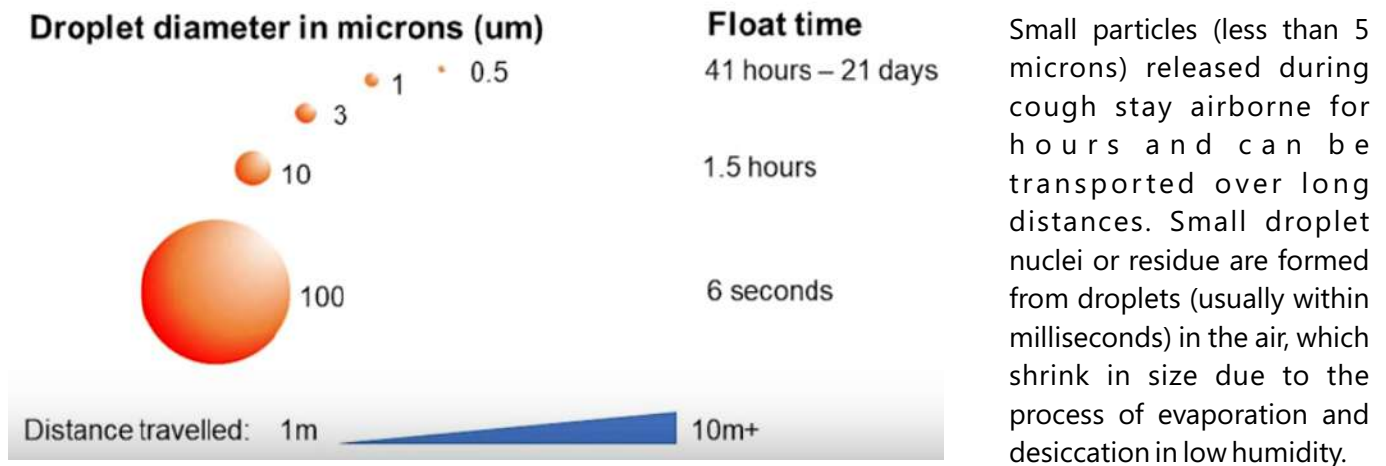 Droplet diameter in microns (um)
Float time
0.5
41 hours – 21 days
1
3
10
1.5 hours
100
6 seconds
Distance travelled: 1m
10m+
Small particles (less than 5
microns) released during
cough stay airborne for
hours and can be
transported over long
distances. Small droplet
nuclei or residue are formed
from droplets (usually within
milliseconds) in the air, which
shrink in size due to the
process of evaporation and
desiccation in low humidity.